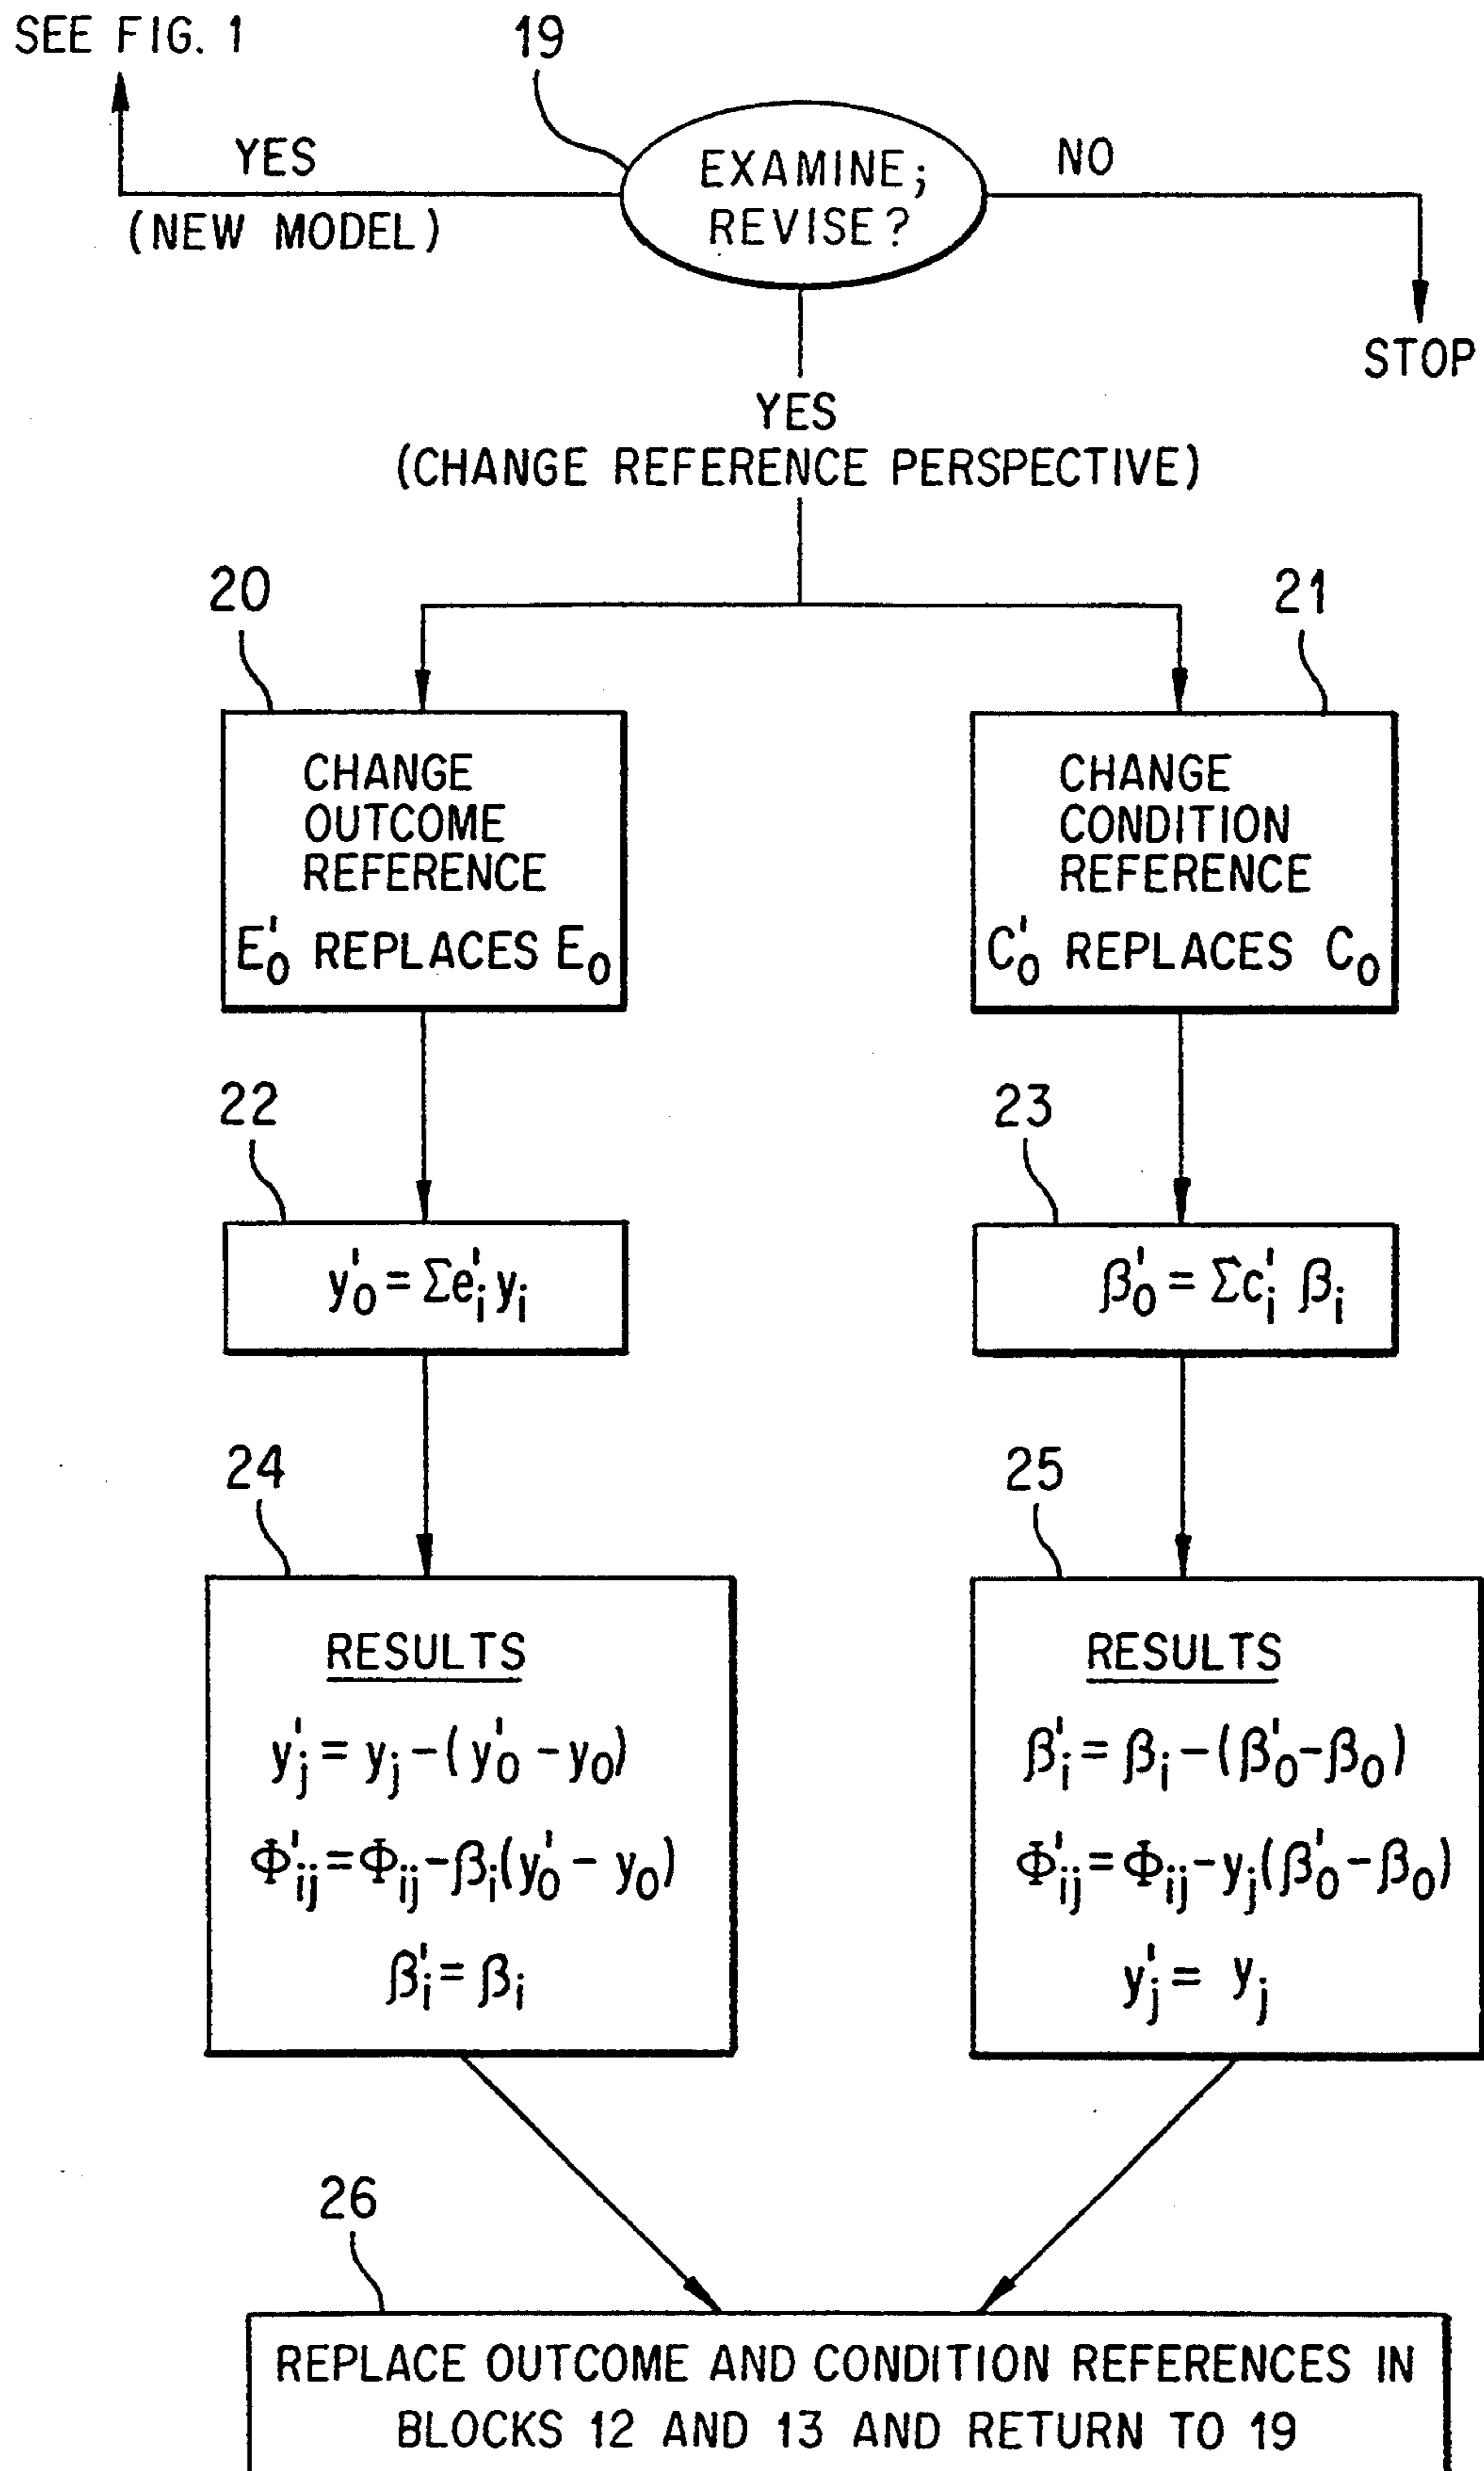 SEE FIG. 1
19
YES
(NEW MODEL)
EXAMINE;
REVISE?
NO
STOP
YES
(CHANGE REFERENCE PERSPECTIVE)
20
21
CHANGE
OUTCOME
REFERENCE
E'₀ REPLACES E₀
CHANGE
CONDITION
REFERENCE
C'₀ REPLACES C₀
22
23
y'₀ = Σe'ᵢyᵢ
β'₀ = Σc'ᵢ βᵢ
24
25
RESULTS
y'ⱼ = yⱼ – (y'₀ – y₀)
Φ'ᵢⱼ = Φᵢⱼ – βᵢ(y'₀ – y₀)
β'ᵢ = βᵢ
RESULTS
β'ᵢ = βᵢ – (β'₀ – β₀)
Φ'ᵢⱼ = Φᵢⱼ – yⱼ(β'₀ – β₀)
y'ⱼ = yⱼ
26
REPLACE OUTCOME AND CONDITION REFERENCES IN
BLOCKS 12 AND 13 AND RETURN TO 19